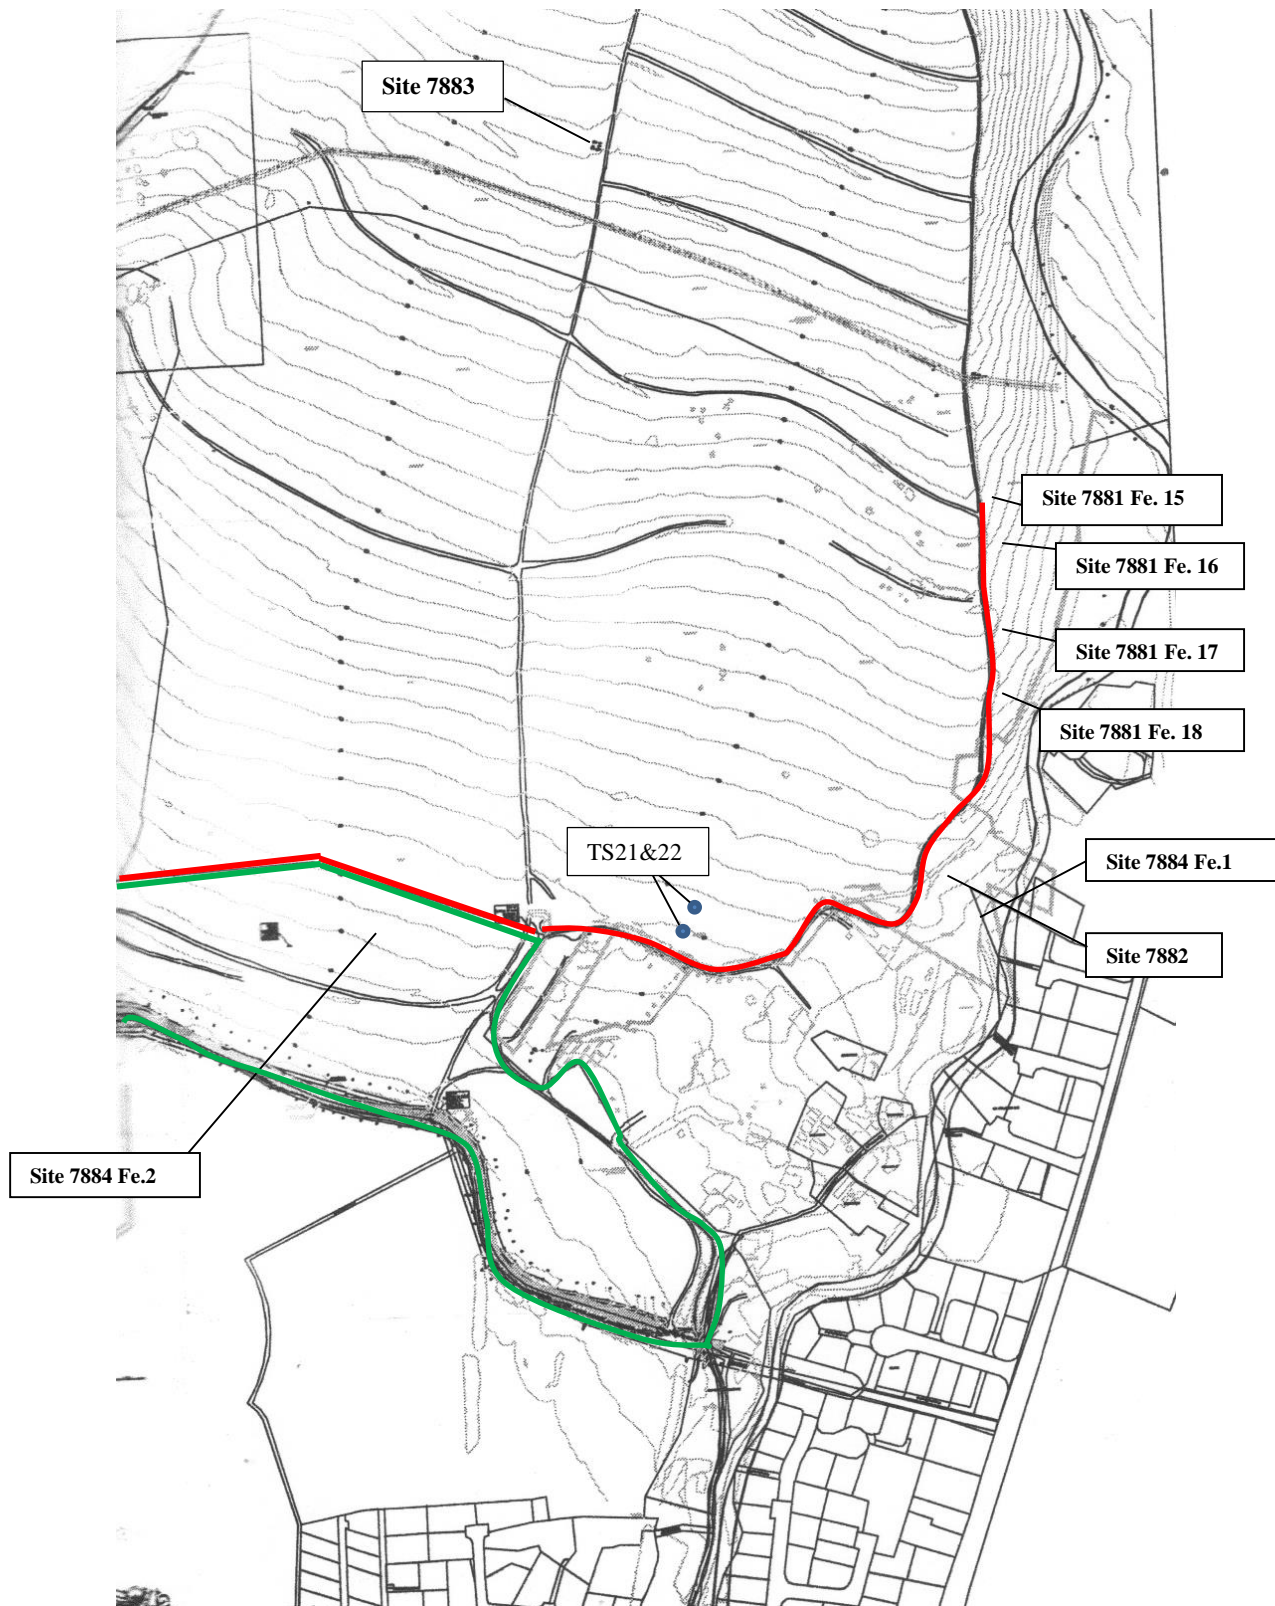 Site 7883
Site 7881 Fe. 15
Site 7881 Fe. 16
Site 7881 Fe. 17
Site 7881 Fe. 18
TS21&22
Site 7884 Fe.1
Site 7882
Site 7884 Fe.2